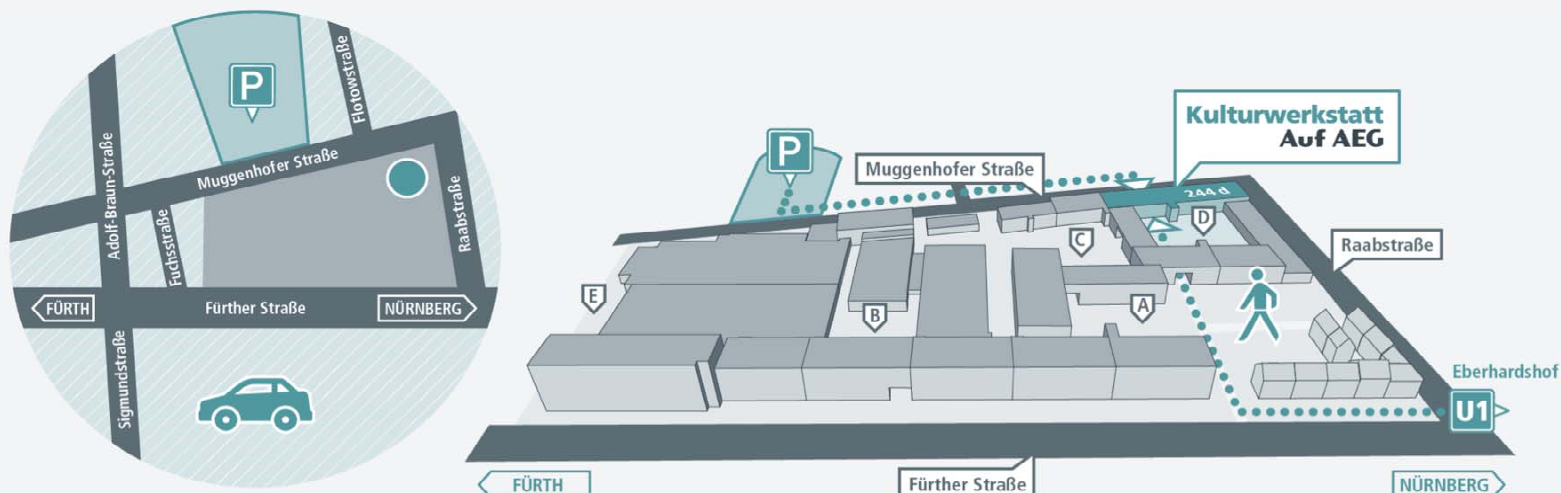 P
Flotowstraße
Muggenhofer Straße
Adolf-Braun-Straße
Fuchsstraße
Raabstraße
FÜRTH
Fürther Straße
NÜRNBERG
Sigmundstraße
P
Muggenhofer Straße
Kulturwerkstatt
Auf AEG
244 d
D
C
Raabstraße
E
B
A
Eberhardshof
U1
FÜRTH
Fürther Straße
NÜRNBERG